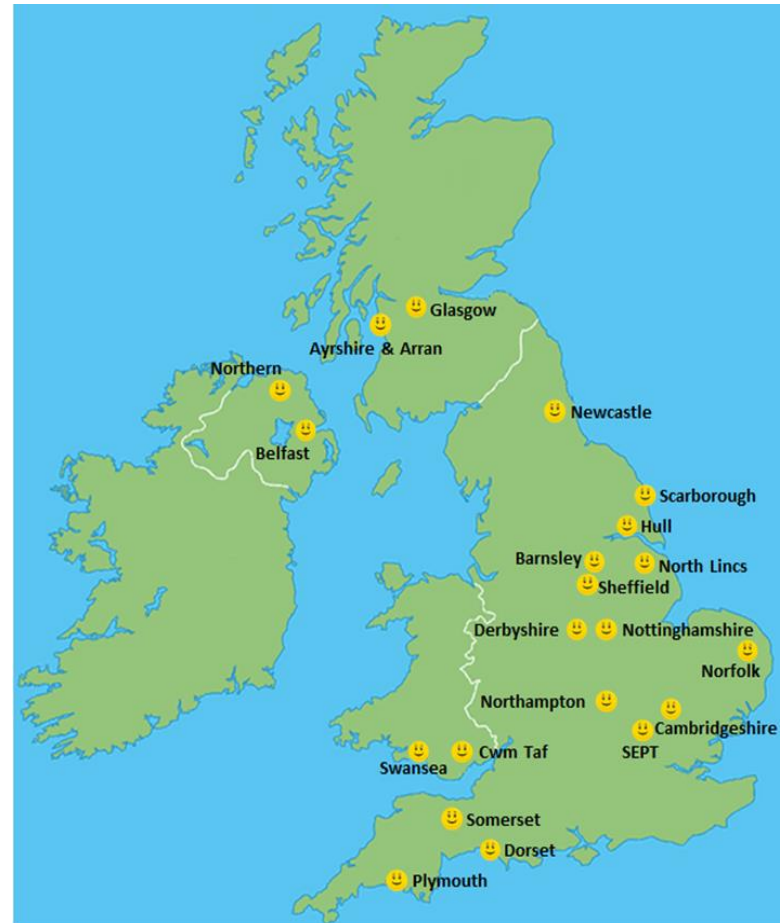 Glasgow
Ayrshire & Arran
Northern
Newcastle
Belfast
Scarborough
Hull
Barnsley
North Lincs
Sheffield
Derbyshire
Nottinghamshire
Norfolk
Northampton
Cambridgeshire
SEPT
Swansea
Cwm Taf
Somerset
Dorset
Plymouth